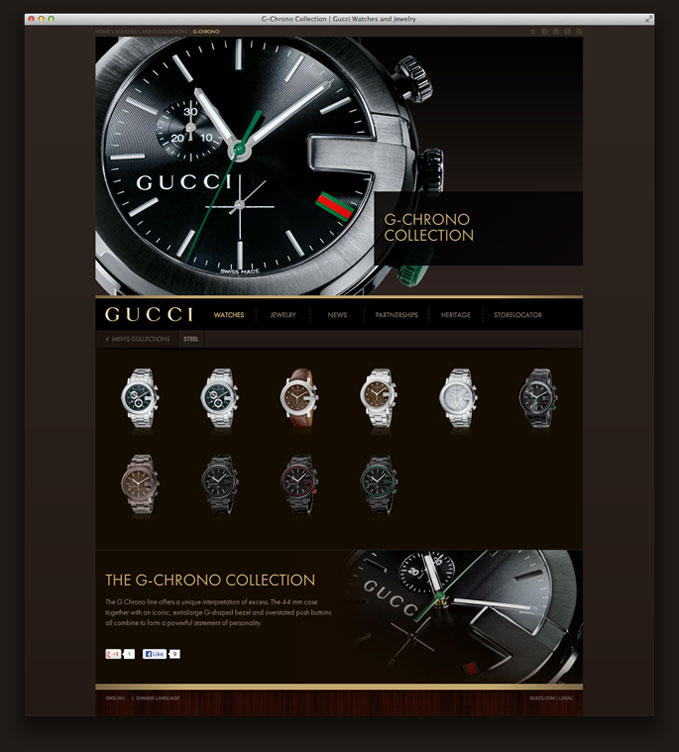 G-Chrono Collection | Gucci Watches and Jewelry
HOME \ WATCHES \ MEN'S COLLECTIONS \ G-CHRONO
30
20 10
GUCCI
SWISS MADE
G-CHRONO
COLLECTION
GUCCI WATCHES JEWELRY NEWS PARTNERSHIPS HERITAGE STORELOCATOR
MEN'S COLLECTIONS STEEL
30
20
GUCCI
THE G-CHRONO COLLECTION
The G Chrono line offers a unique interpretation of excess. The 44 mm case
together with an iconic, extralarge G-shaped bezel and overstated push buttons
all combine to form a powerful statement of personality.
+1 1 Like 9
ENGLISH | CHANGE LANGUAGE GUCCI.COM | LEGAL